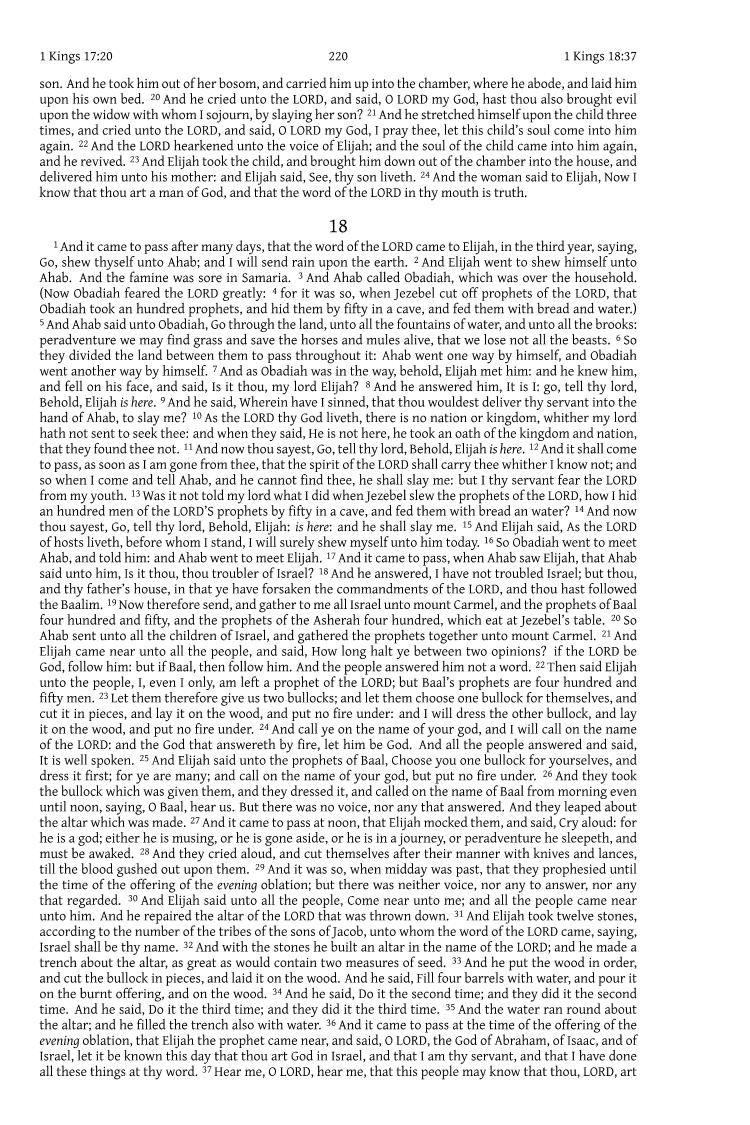 1 Kings 17:20 220 1 Kings 18:37
son. And he took him out of her bosom, and carried him up into the chamber, where he abode, and laid him
upon his own bed. 20 And he cried unto the LORD, and said, O LORD my God, hast thou also brought evil
upon the widow with whom I sojourn, by slaying her son? 21 And he stretched himself upon the child three
times, and cried unto the LORD, and said, O LORD my God, I pray thee, let this child's soul come into him
again. 22 And the LORD hearkened unto the voice of Elijah; and the soul of the child came into him again,
and he revived. 23 And Elijah took the child, and brought him down out of the chamber into the house, and
delivered him unto his mother: and Elijah said, See, thy son liveth. 24 And the woman said to Elijah, Now I
know that thou art a man of God, and that the word of the LORD in thy mouth is truth.
18
1 And it came to pass after many days, that the word of the LORD came to Elijah, in the third year, saying,
Go, shew thyself unto Ahab; and I will send rain upon the earth. 2 And Elijah went to shew himself unto
Ahab. And the famine was sore in Samaria. 3 And Ahab called Obadiah, which was over the household.
(Now Obadiah feared the LORD greatly: 4 for it was so, when Jezebel cut off prophets of the LORD, that
Obadiah took an hundred prophets, and hid them by fifty in a cave, and fed them with bread and water.)
5 And Ahab said unto Obadiah, Go through the land, unto all the fountains of water, and unto all the brooks:
peradventure we may find grass and save the horses and mules alive, that we lose not all the beasts. 6 So
they divided the land between them to pass throughout it: Ahab went one way by himself, and Obadiah
went another way by himself. 7 And as Obadiah was in the way, behold, Elijah met him: and he knew him,
and fell on his face, and said, Is it thou, my lord Elijah? 8 And he answered him, It is I: go, tell thy lord,
Behold, Elijah is here. 9 And he said, Wherein have I sinned, that thou wouldest deliver thy servant into the
hand of Ahab, to slay me? 10 As the LORD thy God liveth, there is no nation or kingdom, whither my lord
hath not sent to seek thee: and when they said, He is not here, he took an oath of the kingdom and nation,
that they found thee not. 11 And now thou sayest, Go, tell thy lord, Behold, Elijah is here. 12 And it shall come
to pass, as soon as I am gone from thee, that the spirit of the LORD shall carry thee whither I know not; and
so when I come and tell Ahab, and he cannot find thee, he shall slay me: but I thy servant fear the LORD
from my youth. 13 Was it not told my lord what I did when Jezebel slew the prophets of the LORD, how I hid
an hundred men of the LORD'S prophets by fifty in a cave, and fed them with bread an water? 14 And now
thou sayest, Go, tell thy lord, Behold, Elijah: is here: and he shall slay me. 15 And Elijah said, As the LORD
of hosts liveth, before whom I stand, I will surely shew myself unto him today. 16 So Obadiah went to meet
Ahab, and told him: and Ahab went to meet Elijah. 17 And it came to pass, when Ahab saw Elijah, that Ahab
said unto him, Is it thou, thou troubler of Israel? 18 And he answered, I have not troubled Israel; but thou,
and thy father's house, in that ye have forsaken the commandments of the LORD, and thou hast followed
the Baalim. 19 Now therefore send, and gather to me all Israel unto mount Carmel, and the prophets of Baal
four hundred and fifty, and the prophets of the Asherah four hundred, which eat at Jezebel's table. 20 So
Ahab sent unto all the children of Israel, and gathered the prophets together unto mount Carmel. 21 And
Elijah came near unto all the people, and said, How long halt ye between two opinions? if the LORD be
God, follow him: but if Baal, then follow him. And the people answered him not a word. 22 Then said Elijah
unto the people, I, even I only, am left a prophet of the LORD; but Baal's prophets are four hundred and
fifty men. 23 Let them therefore give us two bullocks; and let them choose one bullock for themselves, and
cut it in pieces, and lay it on the wood, and put no fire under: and I will dress the other bullock, and lay
it on the wood, and put no fire under. 24 And call ye on the name of your god, and I will call on the name
of the LORD: and the God that answereth by fire, let him be God. And all the people answered and said,
It is well spoken. 25 And Elijah said unto the prophets of Baal, Choose you one bullock for yourselves, and
dress it first; for ye are many; and call on the name of your god, but put no fire under. 26 And they took
the bullock which was given them, and they dressed it, and called on the name of Baal from morning even
until noon, saying, O Baal, hear us. But there was no voice, nor any that answered. And they leaped about
the altar which was made. 27 And it came to pass at noon, that Elijah mocked them, and said, Cry aloud: for
he is a god; either he is musing, or he is gone aside, or he is in a journey, or peradventure he sleepeth, and
must be awaked. 28 And they cried aloud, and cut themselves after their manner with knives and lances,
till the blood gushed out upon them. 29 And it was so, when midday was past, that they prophesied until
the time of the offering of the evening oblation; but there was neither voice, nor any to answer, nor any
that regarded. 30 And Elijah said unto all the people, Come near unto me; and all the people came near
unto him. And he repaired the altar of the LORD that was thrown down. 31 And Elijah took twelve stones,
according to the number of the tribes of the sons of Jacob, unto whom the word of the LORD came, saying,
Israel shall be thy name. 32 And with the stones he built an altar in the name of the LORD; and he made a
trench about the altar, as great as would contain two measures of seed. 33 And he put the wood in order,
and cut the bullock in pieces, and laid it on the wood. And he said, Fill four barrels with water, and pour it
on the burnt offering, and on the wood. 34 And he said, Do it the second time; and they did it the second
time. And he said, Do it the third time; and they did it the third time. 35 And the water ran round about
the altar; and he filled the trench also with water. 36 And it came to pass at the time of the offering of the
evening oblation, that Elijah the prophet came near, and said, O LORD, the God of Abraham, of Isaac, and of
Israel, let it be known this day that thou art God in Israel, and that I am thy servant, and that I have done
all these things at thy word. 37 Hear me, O LORD, hear me, that this people may know that thou, LORD, art